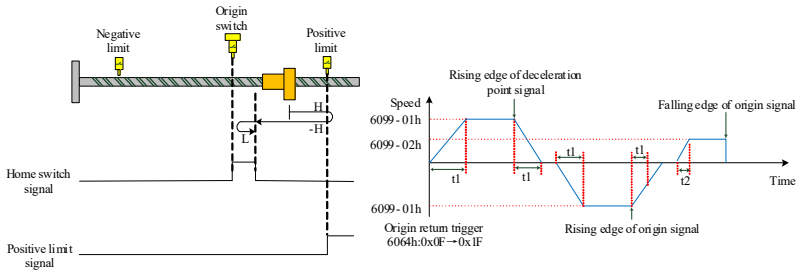 Origin
switch
Negative
limit
Positive
limit
H
-H
L
Home switch
signal
Positive limit
signal
Rising edge of deceleration
point signal
Speed
Falling edge of origin signal
6099-01h
6099-02h
t1
t1
t1
t1
t2
Time
6099-01h
Origin return trigger
6064h:0x0F→0x1F
Rising edge of origin signal